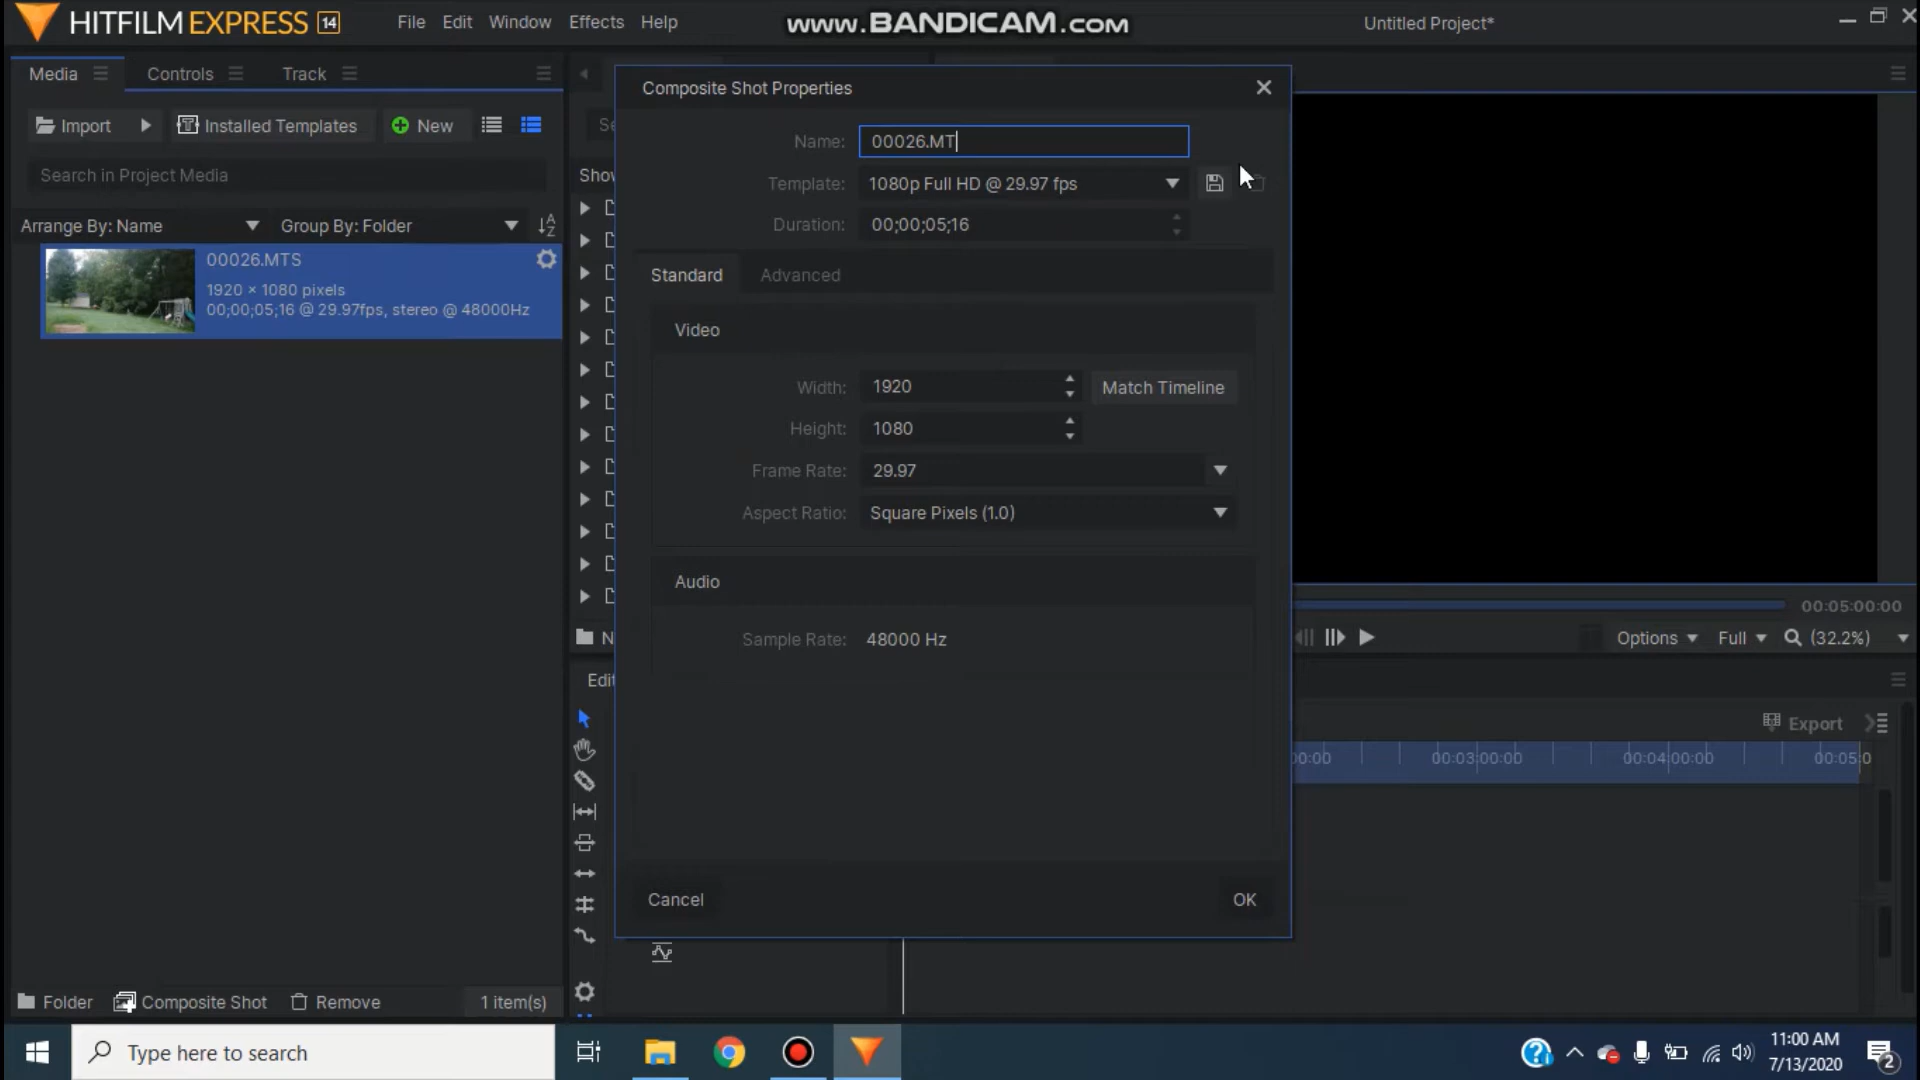 HITFILM EXPRESS 14 File Edit Window Effects Help www.BANDICAM.com Untitled Project*
Media Controls Track
Composite Shot Properties
Import Installed Templates New
Name: 00026.MT
Search in Project Media
Template: 1080p Full HD @ 29.97 fps
Arrange By: Name Group By: Folder
Duration: 00;00;05;16
00026.MTS
1920 × 1080 pixels
00;00;05;16 @ 29.97fps, stereo @ 48000Hz
Standard Advanced
Video
Width: 1920 Match Timeline
Height: 1080
Frame Rate: 29.97
Aspect Ratio: Square Pixels (1.0)
Audio
Sample Rate: 48000 Hz
00:05:00:00
Options Full (32.2%)
Export
00:03:00:00 00:04:00:00
Cancel OK
Folder Composite Shot Remove 1 item(s)
Type here to search
11:00 AM
7/13/2020
2